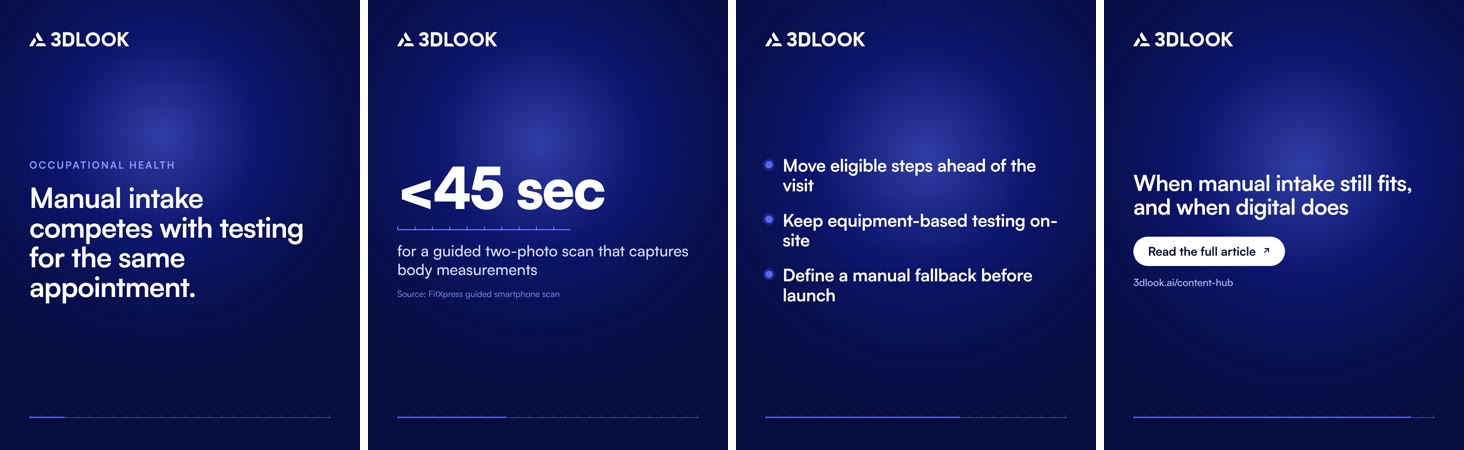 3DLOOK
OCCUPATIONAL HEALTH
Manual intake
competes with testing
for the same
appointment.
3DLOOK
<45 sec
for a guided two-photo scan that captures
body measurements
Source: FitXpress guided smartphone scan
3DLOOK
Move eligible steps ahead of the
visit
Keep equipment-based testing on-
site
Define a manual fallback before
launch
3DLOOK
When manual intake still fits,
and when digital does
Read the full article ↗
3dlook.ai/content-hub